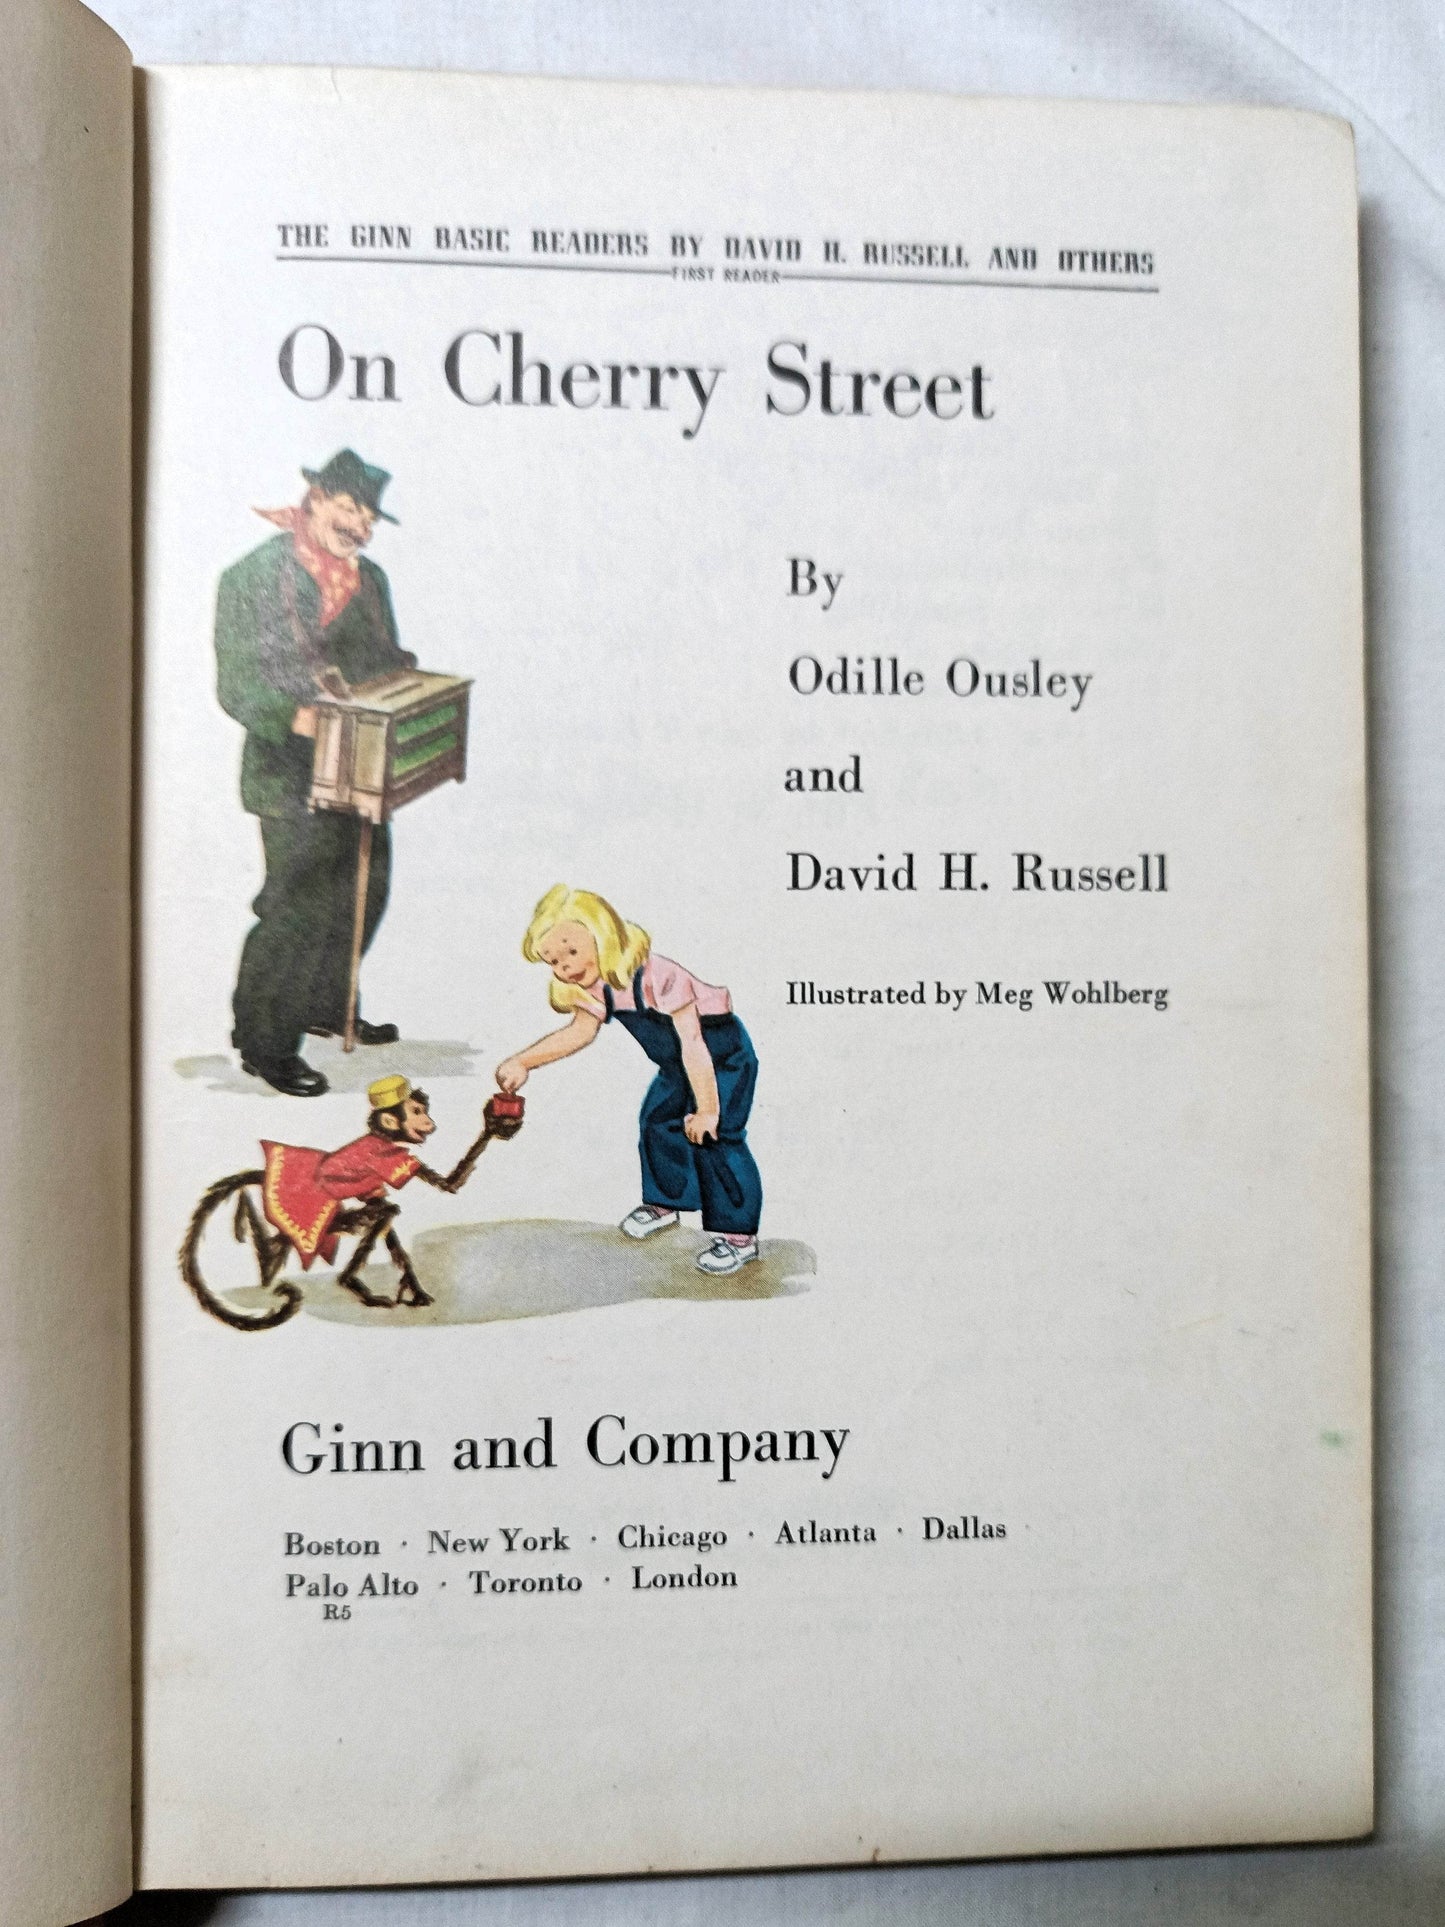 THE GINN BASIC READERS BY DAVID H. RUSSELL AND OTHERS
FIRST READER
On Cherry Street
By
Odille Ousley
and
David H. Russell
Illustrated by Meg Wohlberg
Ginn and Company
Boston · New York · Chicago · Atlanta · Dallas
Palo Alto · Toronto · London
R5